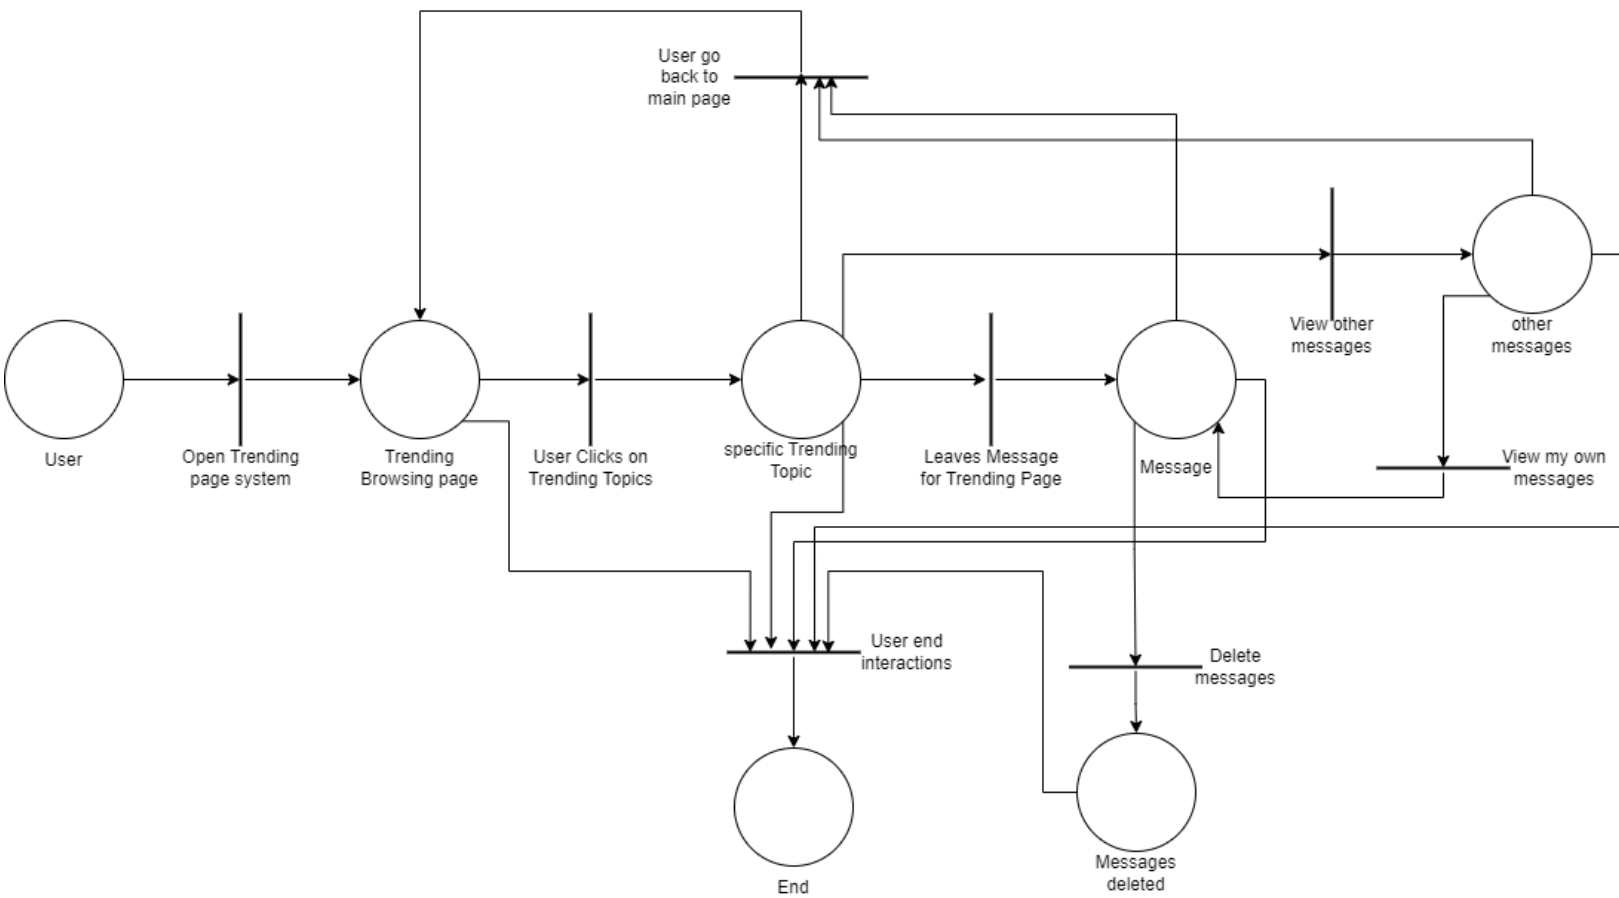 User go
back to
main page
View other
messages
other
messages
User
Open Trending
page system
Trending
Browsing page
User Clicks on
Trending Topics
specific Trending
Topic
Leaves Message
for Trending Page
Message
View my own
messages
User end
interactions
Delete
messages
End
Messages
deleted